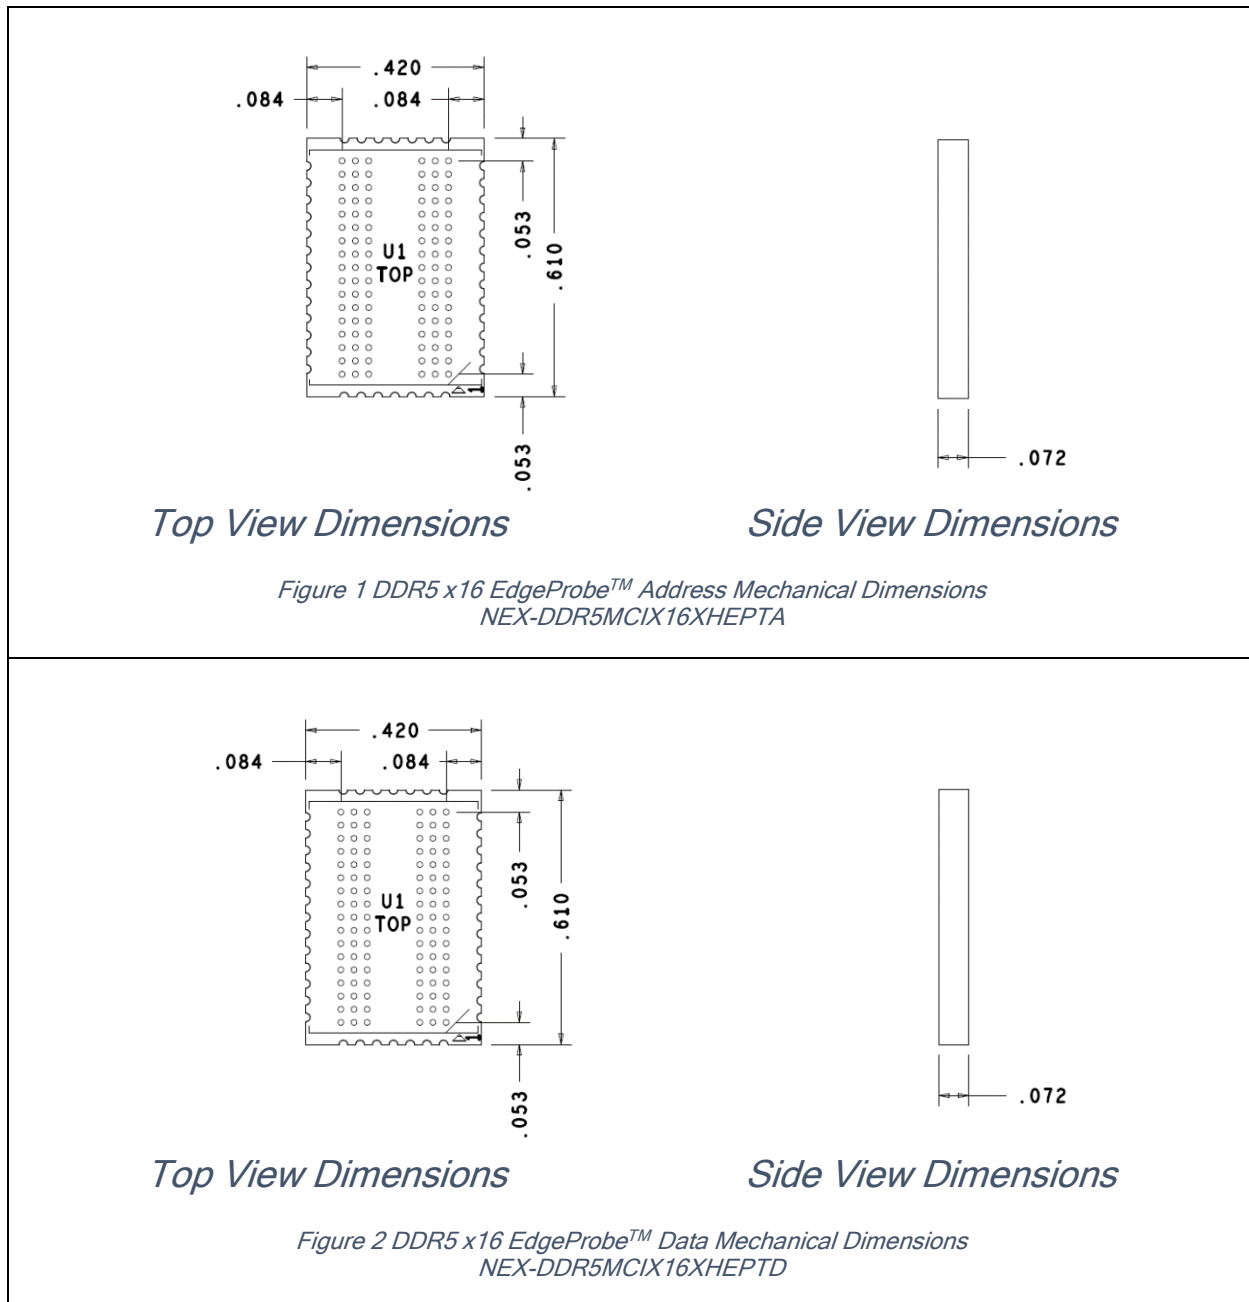 .420
.084 .084
.053
.610
U1
TOP
1
.053
.072
Top View Dimensions
Side View Dimensions
Figure 1 DDR5 x16 EdgeProbe™ Address Mechanical Dimensions
NEX-DDR5MCIX16XHEPTA
.420
.084 .084
.053
.610
U1
TOP
1
.053
.072
Top View Dimensions
Side View Dimensions
Figure 2 DDR5 x16 EdgeProbe™ Data Mechanical Dimensions
NEX-DDR5MCIX16XHEPTD